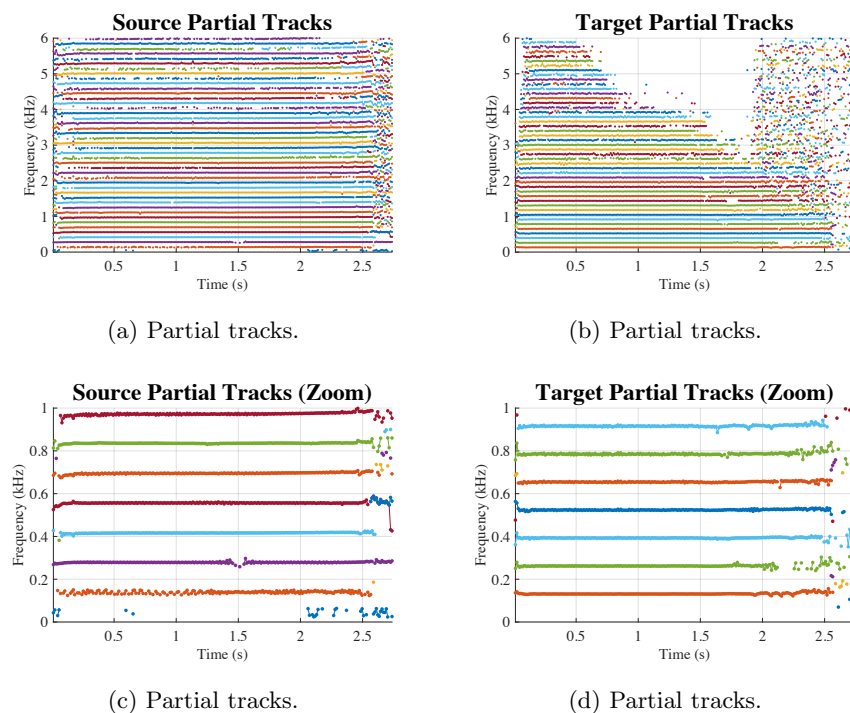 Source Partial Tracks
Frequency (kHz)
6
5
4
3
2
1
0
0.5 1 1.5 2 2.5
Time (s)
(a) Partial tracks.
Target Partial Tracks
Frequency (kHz)
6
5
4
3
2
1
0
0.5 1 1.5 2 2.5
Time (s)
(b) Partial tracks.
Source Partial Tracks (Zoom)
Frequency (kHz)
1
0.8
0.6
0.4
0.2
0
0.5 1 1.5 2 2.5
Time (s)
(c) Partial tracks.
Target Partial Tracks (Zoom)
Frequency (kHz)
1
0.8
0.6
0.4
0.2
0
0.5 1 1.5 2 2.5
Time (s)
(d) Partial tracks.